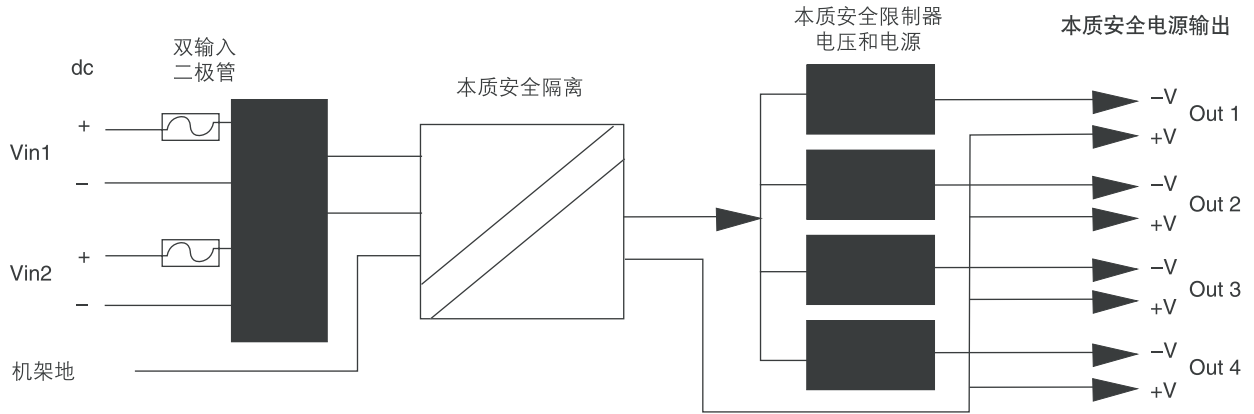 本质安全限制器
电压和电源
本质安全电源输出
双输入
二极管
dc
本质安全隔离
+
Vin1
–
+
Vin2
–
机架地
–V
Out 1
+V
–V
Out 2
+V
–V
Out 3
+V
–V
Out 4
+V